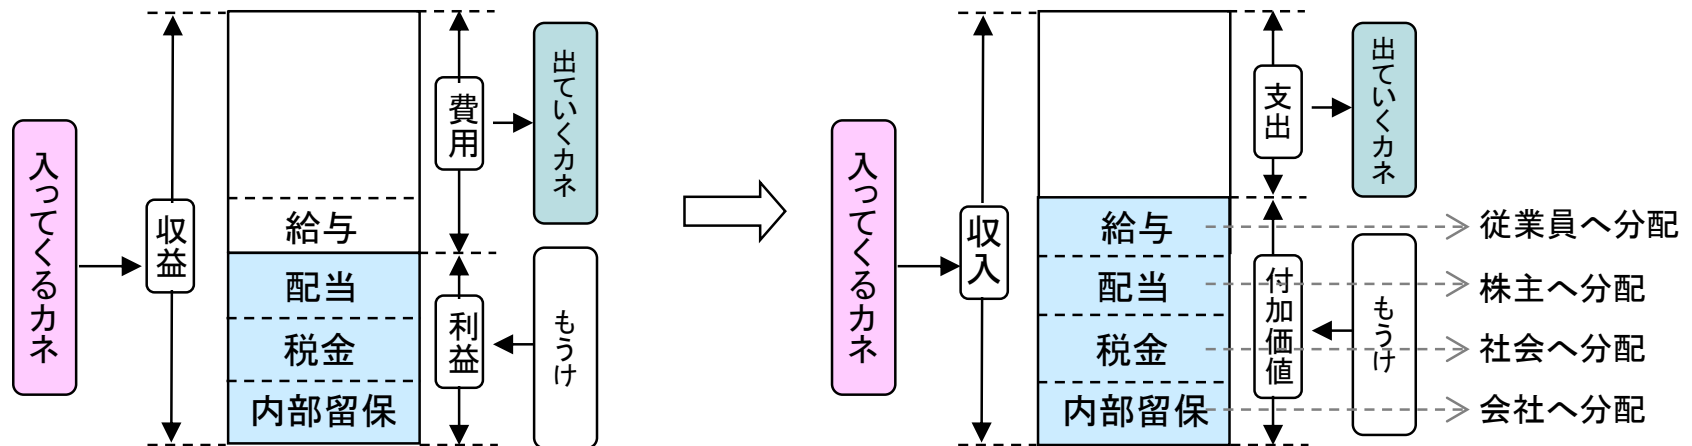 入ってくるカネ
収益
給与
配当
税金
内部留保
費用
利益
出ていくカネ
もうけ
入ってくるカネ
収入
給与
配当
税金
内部留保
支出
付加価値
出ていくカネ
もうけ
従業員へ分配
株主へ分配
社会へ分配
会社へ分配